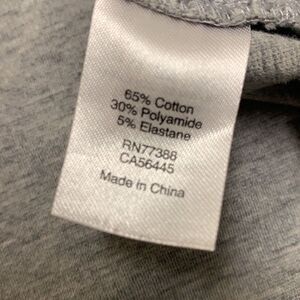 65% Cotton
30% Polyamide
5% Elastane
RN77388
CA56445
Made in China